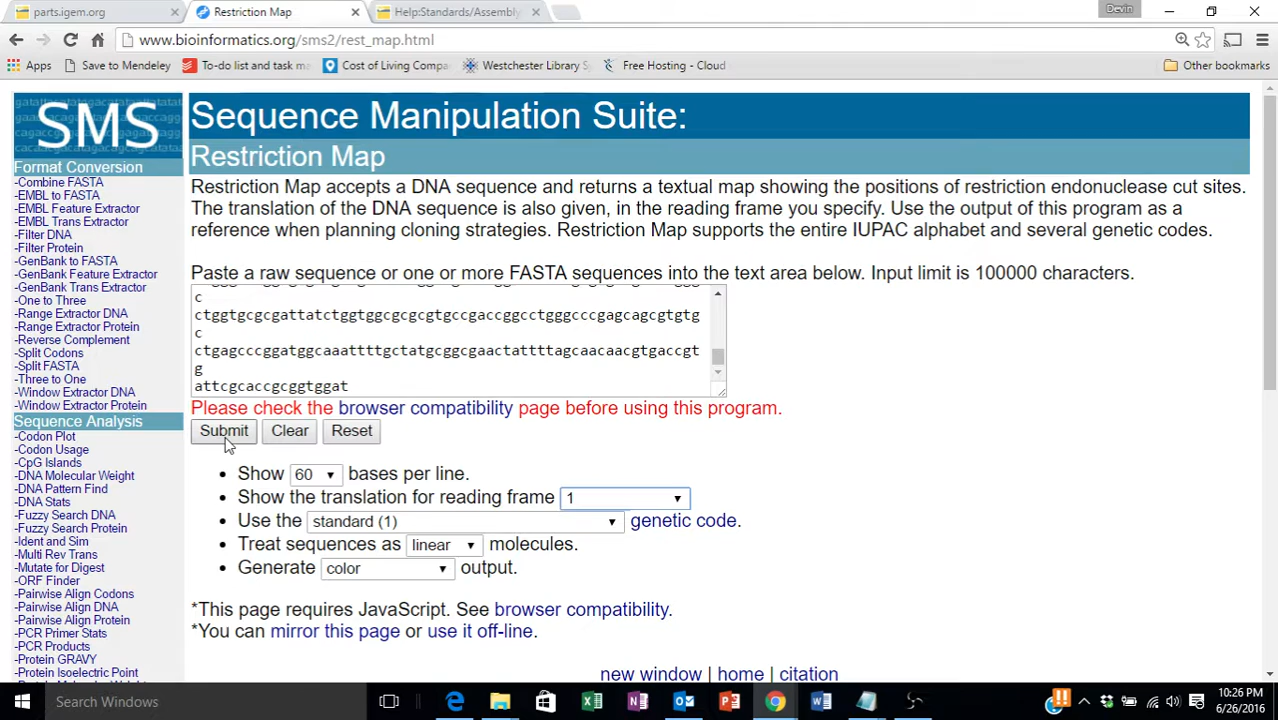 parts.igem.org
Restriction Map
Help:Standards/Assembly
Devin
www.bioinformatics.org/sms2/rest_map.html
Apps
Save to Mendeley
To-do list and task m
Cost of Living Compa
Westchester Library S
Free Hosting - Cloud
Other bookmarks
SMS
Format Conversion
-Combine FASTA
-EMBL to FASTA
-EMBL Feature Extractor
-EMBL Trans Extractor
-Filter DNA
-Filter Protein
-GenBank to FASTA
-GenBank Feature Extractor
-GenBank Trans Extractor
-One to Three
-Range Extractor DNA
-Range Extractor Protein
-Reverse Complement
-Split Codons
-Split FASTA
-Three to One
-Window Extractor DNA
-Window Extractor Protein
Sequence Analysis
-Codon Plot
-Codon Usage
-CpG Islands
-DNA Molecular Weight
-DNA Pattern Find
-DNA Stats
-Fuzzy Search DNA
-Fuzzy Search Protein
-Ident and Sim
-Multi Rev Trans
-Mutate for Digest
-ORF Finder
-Pairwise Align Codons
-Pairwise Align DNA
-Pairwise Align Protein
-PCR Primer Stats
-PCR Products
-Protein GRAVY
-Protein Isoelectric Point
Sequence Manipulation Suite:
Restriction Map
Restriction Map accepts a DNA sequence and returns a textual map showing the positions of restriction endonuclease cut sites.
The translation of the DNA sequence is also given, in the reading frame you specify. Use the output of this program as a
reference when planning cloning strategies. Restriction Map supports the entire IUPAC alphabet and several genetic codes.
Paste a raw sequence or one or more FASTA sequences into the text area below. Input limit is 100000 characters.
c
ctggtgcgcgattatctggtggcgcgcgtgccgaccggcctgggcccgagcagcgtgtg
c
ctgagcccggatggcaaattttgctatgcggcgaactattttagcaacaacgtgaccgt
g
attcgcaccgcggtggat
Please check the browser compatibility page before using this program.
Submit
Clear
Reset
• Show 60 bases per line.
• Show the translation for reading frame 1
• Use the standard (1) genetic code.
• Treat sequences as linear molecules.
• Generate color output.
*This page requires JavaScript. See browser compatibility.
*You can mirror this page or use it off-line.
new window | home | citation
Search Windows
10:26 PM
6/26/2016